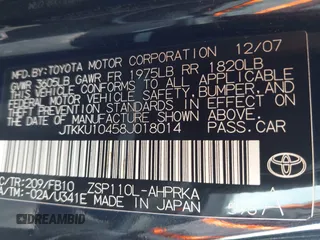 MFD.BY:TOYOTA MOTOR CORPORATION 12/07
GVWR 3605LB GAWR FR 1975LB RR 1820LB
THIS VEHICLE CONFORMS TO ALL APPLICABLE
FEDERAL MOTOR VEHICLE SAFETY, BUMPER, AND
THEFT PREVENTION STANDARDS IN EFFECT ON
THE DATE OF MANUFACTURE SHOWN ABOVE.
JTKKU10458J018014 PASS. CAR
C/TR:209/FB10 ZSP110L-AHPRKA
A/TM:-02A/U341E MADE IN JAPAN
TOYOTA